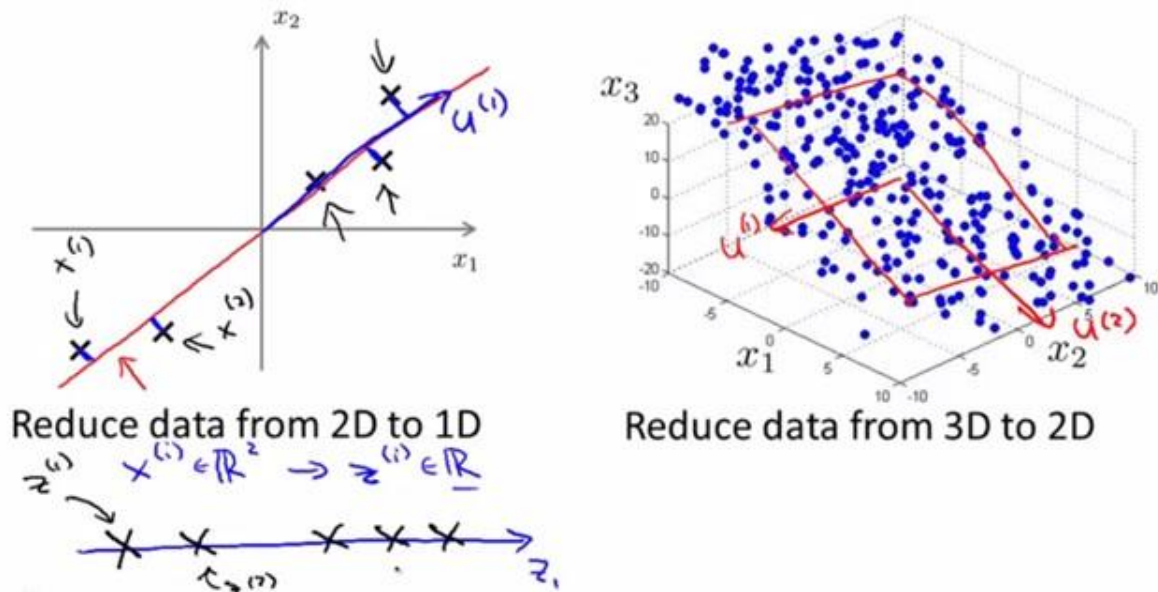 x₂
u⁽¹⁾
x₁
x⁽¹⁾
x⁽²⁾
Reduce data from 2D to 1D
x⁽ⁱ⁾ ∈ ℝ² → z⁽ⁱ⁾ ∈ ℝ
z⁽¹⁾
z⁽²⁾
z₁
x₃
20
10
0
-10
-20
-10
-5
0
5
10
x₁
-10
-5
0
5
10
x₂
u⁽¹⁾
u⁽²⁾
Reduce data from 3D to 2D